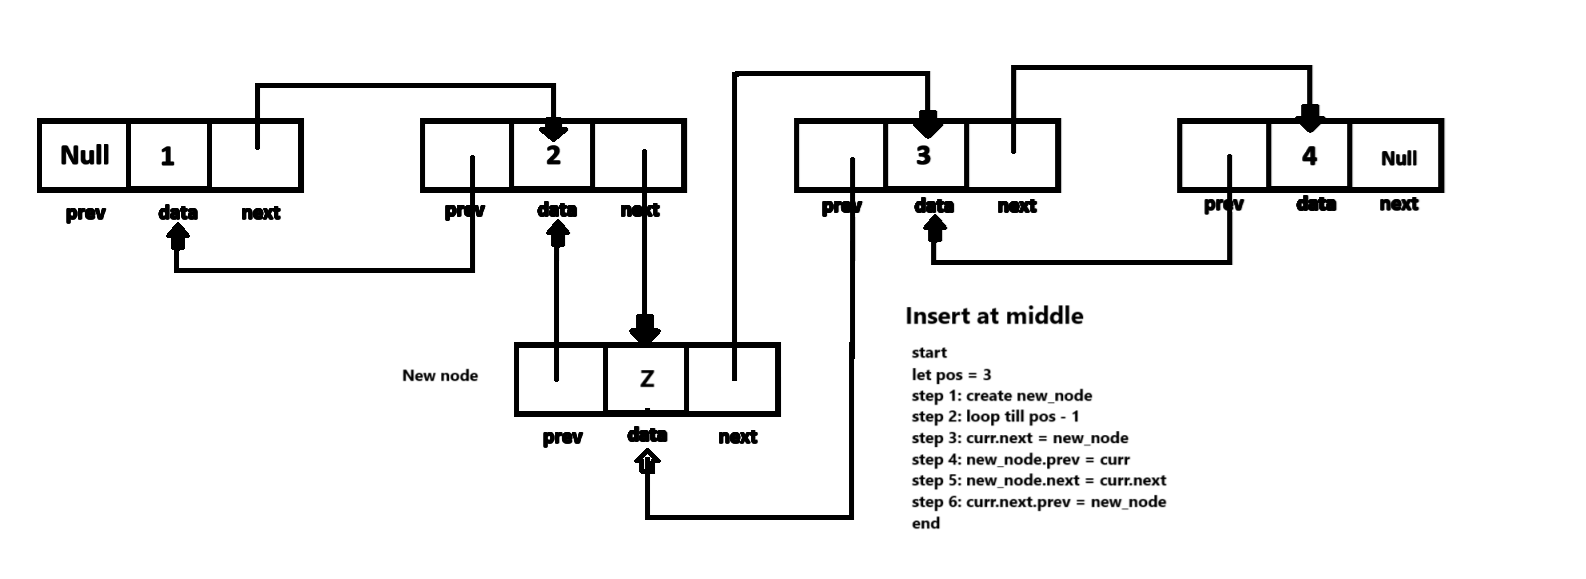 Null 1 2 3 4 Null
prev data next prev data next prev data next prev data next
New node Z
prev data next
Insert at middle
start
let pos = 3
step 1: create new_node
step 2: loop till pos - 1
step 3: curr.next = new_node
step 4: new_node.prev = curr
step 5: new_node.next = curr.next
step 6: curr.next.prev = new_node
end